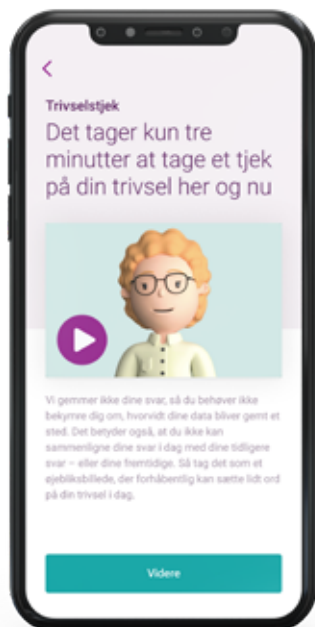 Trivselstjek
Det tager kun tre
minutter at tage et tjek
på din trivsel her og nu
Vi gemmer ikke dine svar, så du behøver ikke
bekymre dig om, hvorvidt dine data bliver gemt et
sted. Det betyder også, at du ikke kan
sammenligne dine svar i dag med dine tidligere
svar – eller dine fremtidige. Så tag det som et
øjebliksbillede, der forhåbentlig kan sætte lidt ord
på din trivsel i dag.
Videre